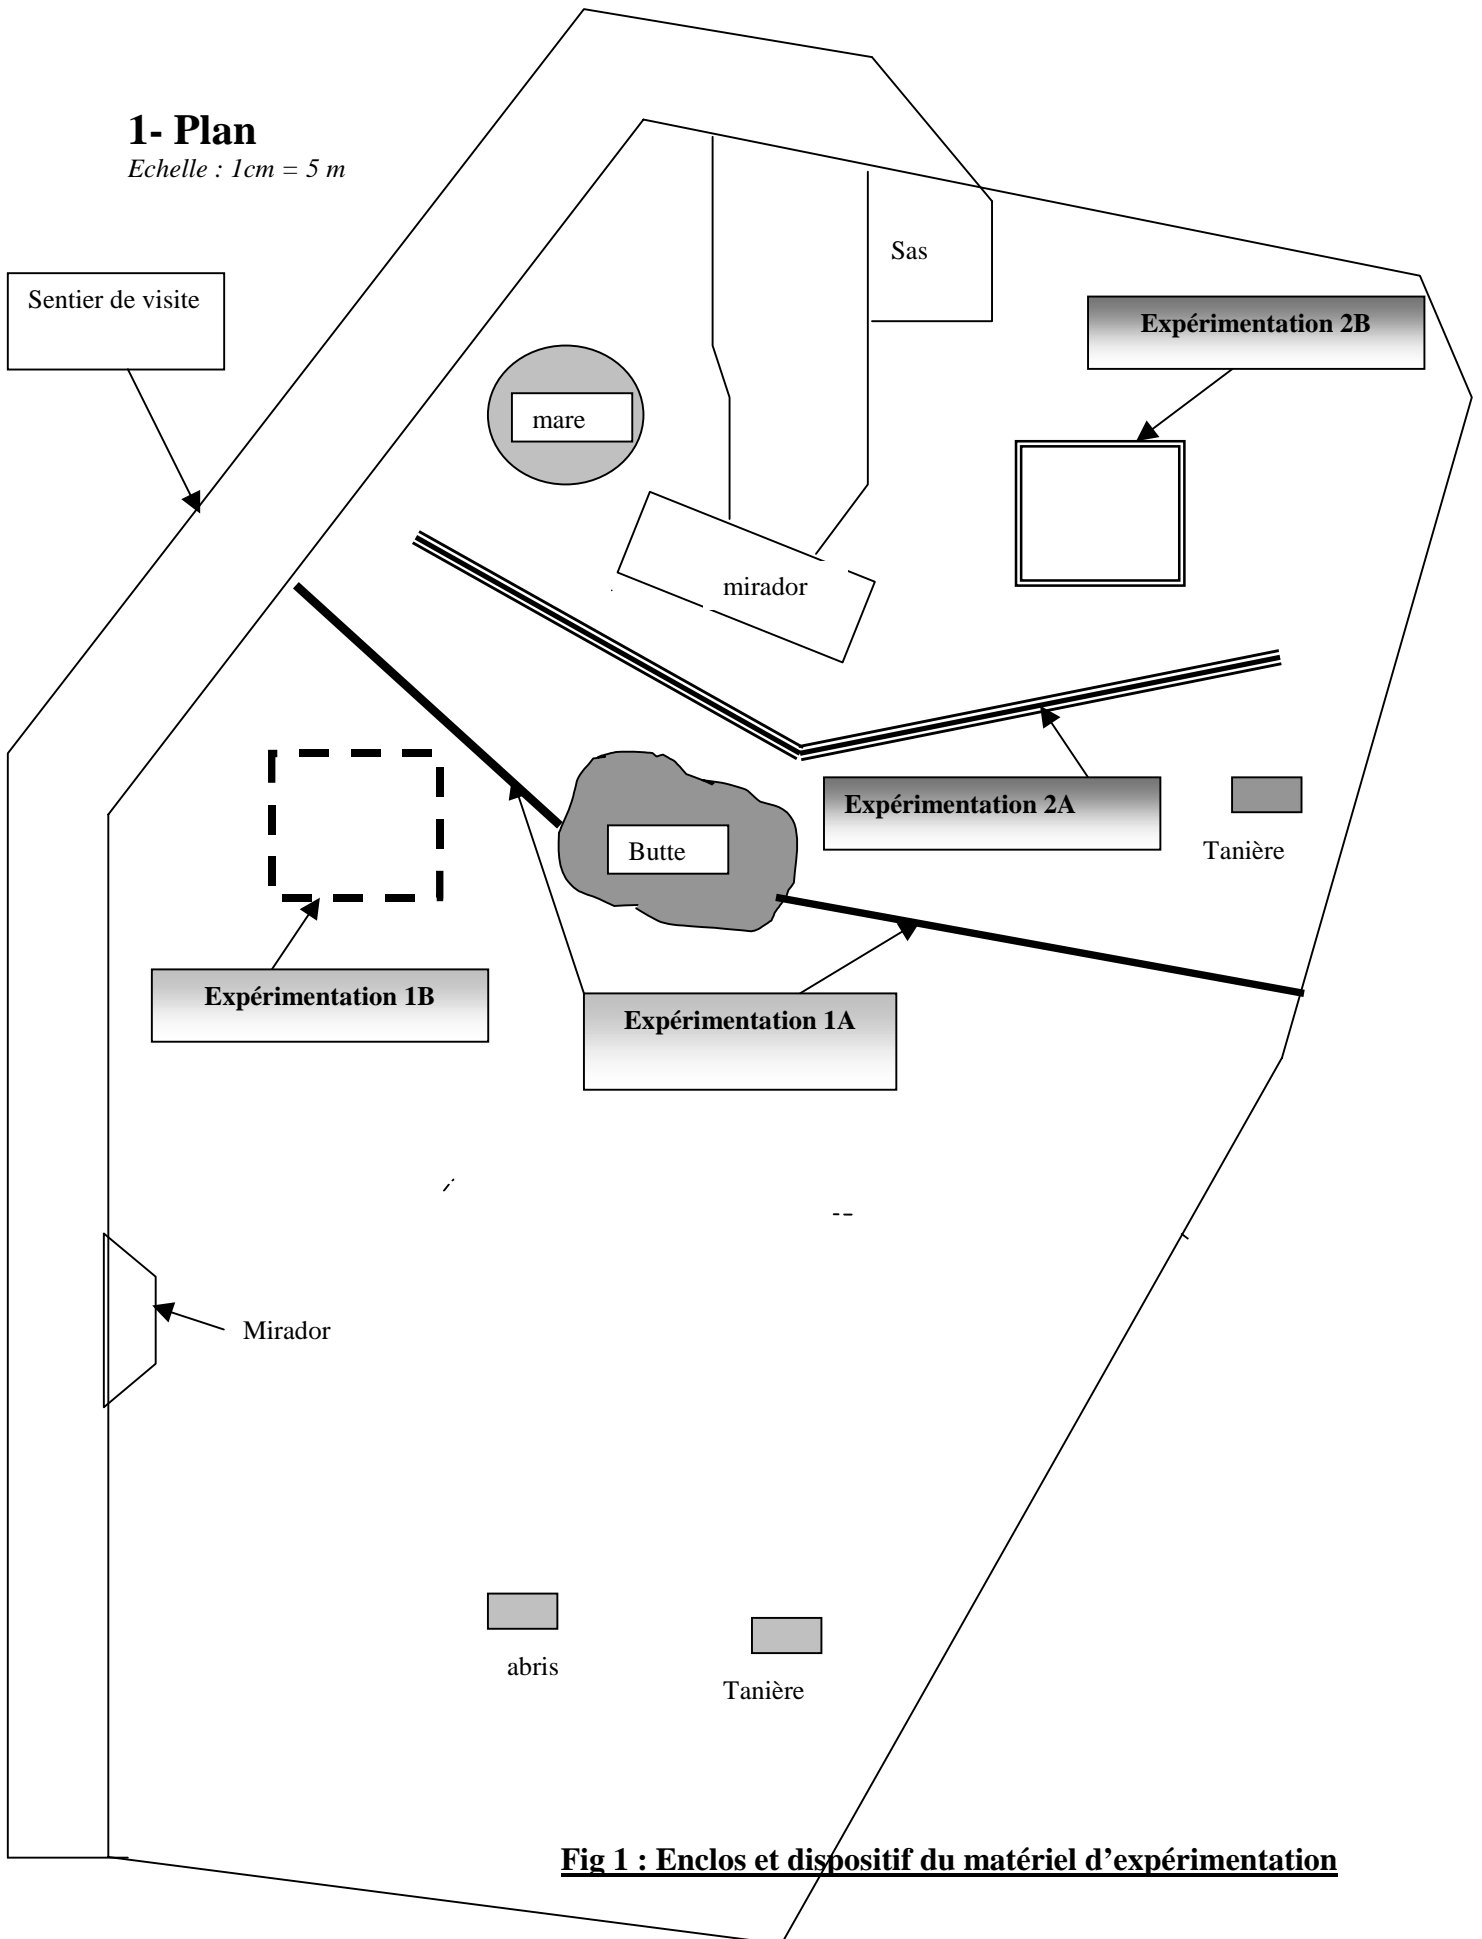 1- Plan
Echelle : 1cm = 5 m
Sas
Sentier de visite
Expérimentation 2B
mare
mirador
Expérimentation 2A
Butte
Tanière
Expérimentation 1B
Expérimentation 1A
Mirador
abris
Tanière
Fig 1 : Enclos et dispositif du matériel d’expérimentation